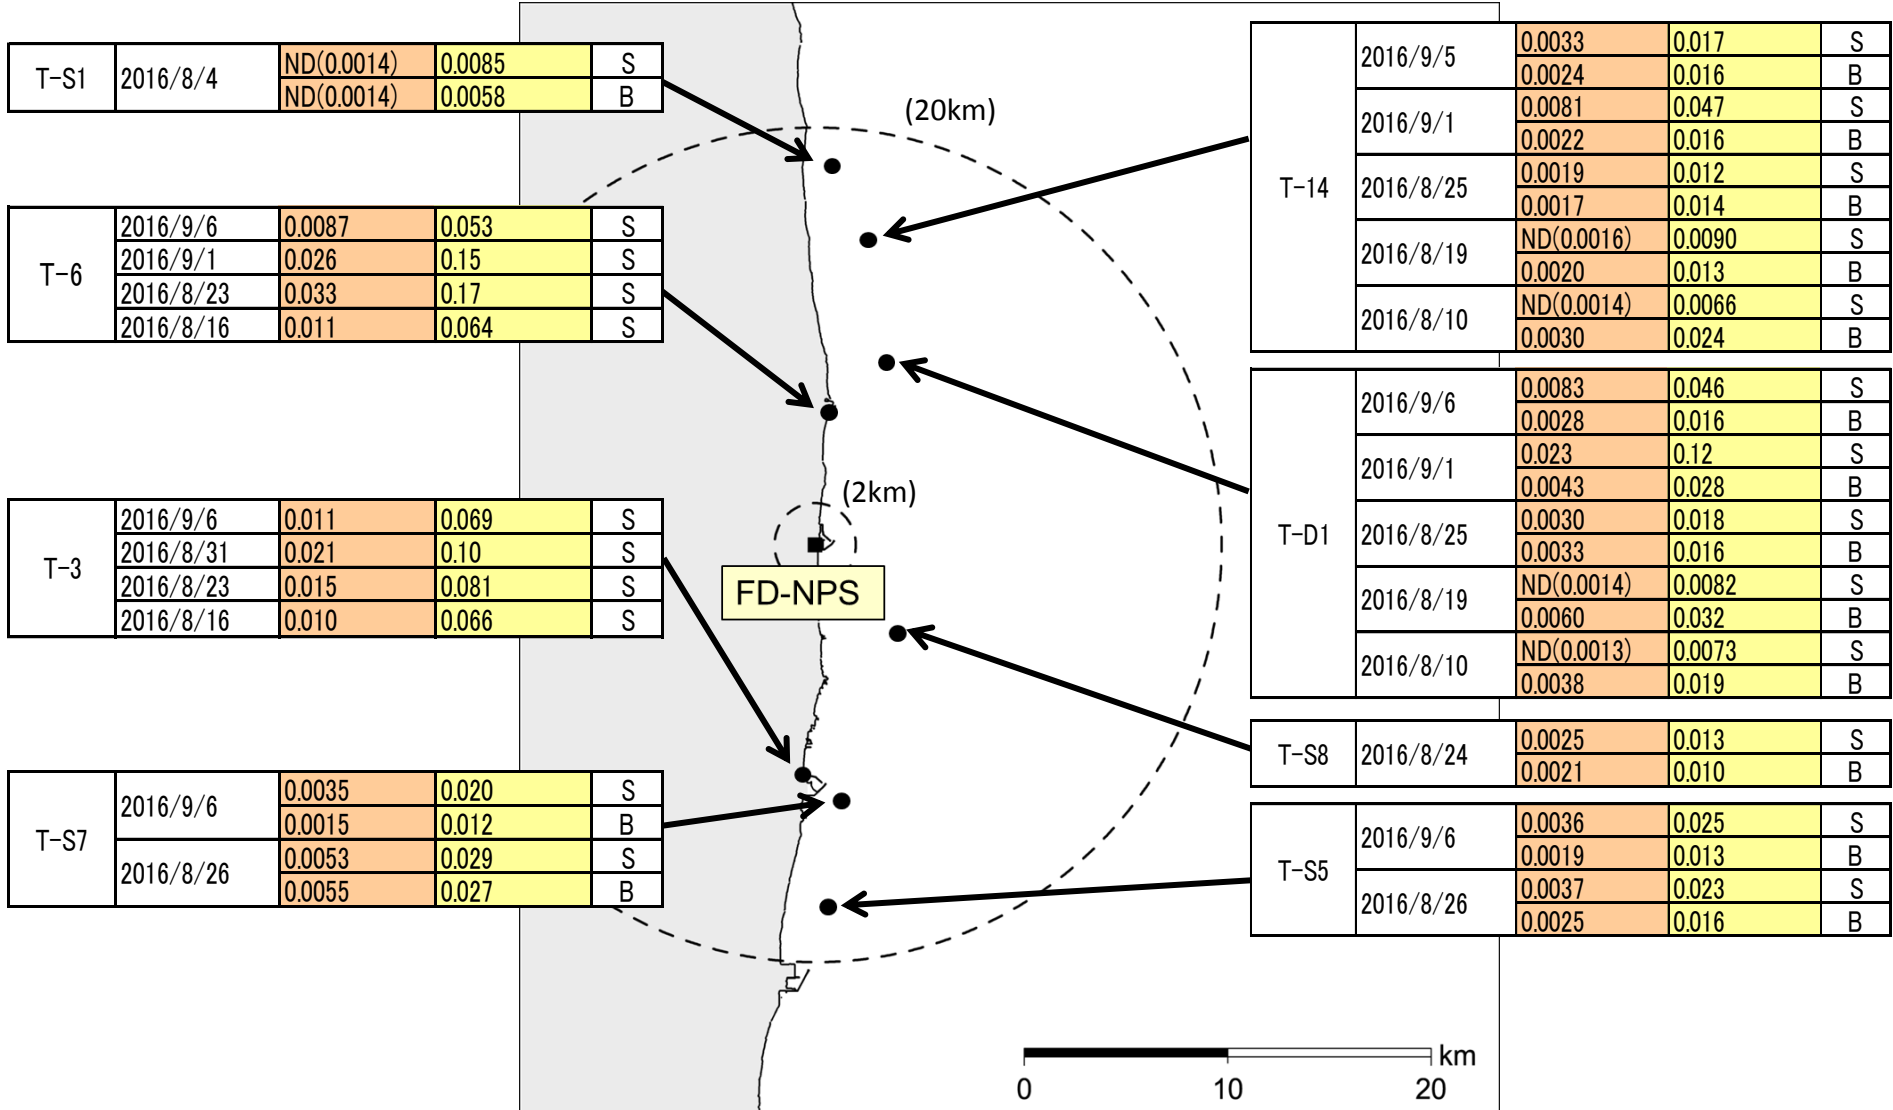 T-S1 2016/8/4 ND(0.0014) 0.0085 S
ND(0.0014) 0.0058 B
T-6 2016/9/6 0.0087 0.053 S
2016/9/1 0.026 0.15 S
2016/8/23 0.033 0.17 S
2016/8/16 0.011 0.064 S
T-3 2016/9/6 0.011 0.069 S
2016/8/31 0.021 0.10 S
2016/8/23 0.015 0.081 S
2016/8/16 0.010 0.066 S
T-S7 2016/9/6 0.0035 0.020 S
0.0015 0.012 B
2016/8/26 0.0053 0.029 S
0.0055 0.027 B
(20km)
(2km)
FD-NPS
T-14 2016/9/5 0.0033 0.017 S
0.0024 0.016 B
2016/9/1 0.0081 0.047 S
0.0022 0.016 B
2016/8/25 0.0019 0.012 S
0.0017 0.014 B
2016/8/19 ND(0.0016) 0.0090 S
0.0020 0.013 B
2016/8/10 ND(0.0014) 0.0066 S
0.0030 0.024 B
T-D1 2016/9/6 0.0083 0.046 S
0.0028 0.016 B
2016/9/1 0.023 0.12 S
0.0043 0.028 B
2016/8/25 0.0030 0.018 S
0.0033 0.016 B
2016/8/19 ND(0.0014) 0.0082 S
0.0060 0.032 B
2016/8/10 ND(0.0013) 0.0073 S
0.0038 0.019 B
T-S8 2016/8/24 0.0025 0.013 S
0.0021 0.010 B
T-S5 2016/9/6 0.0036 0.025 S
0.0019 0.013 B
2016/8/26 0.0037 0.023 S
0.0025 0.016 B
km
0 10 20